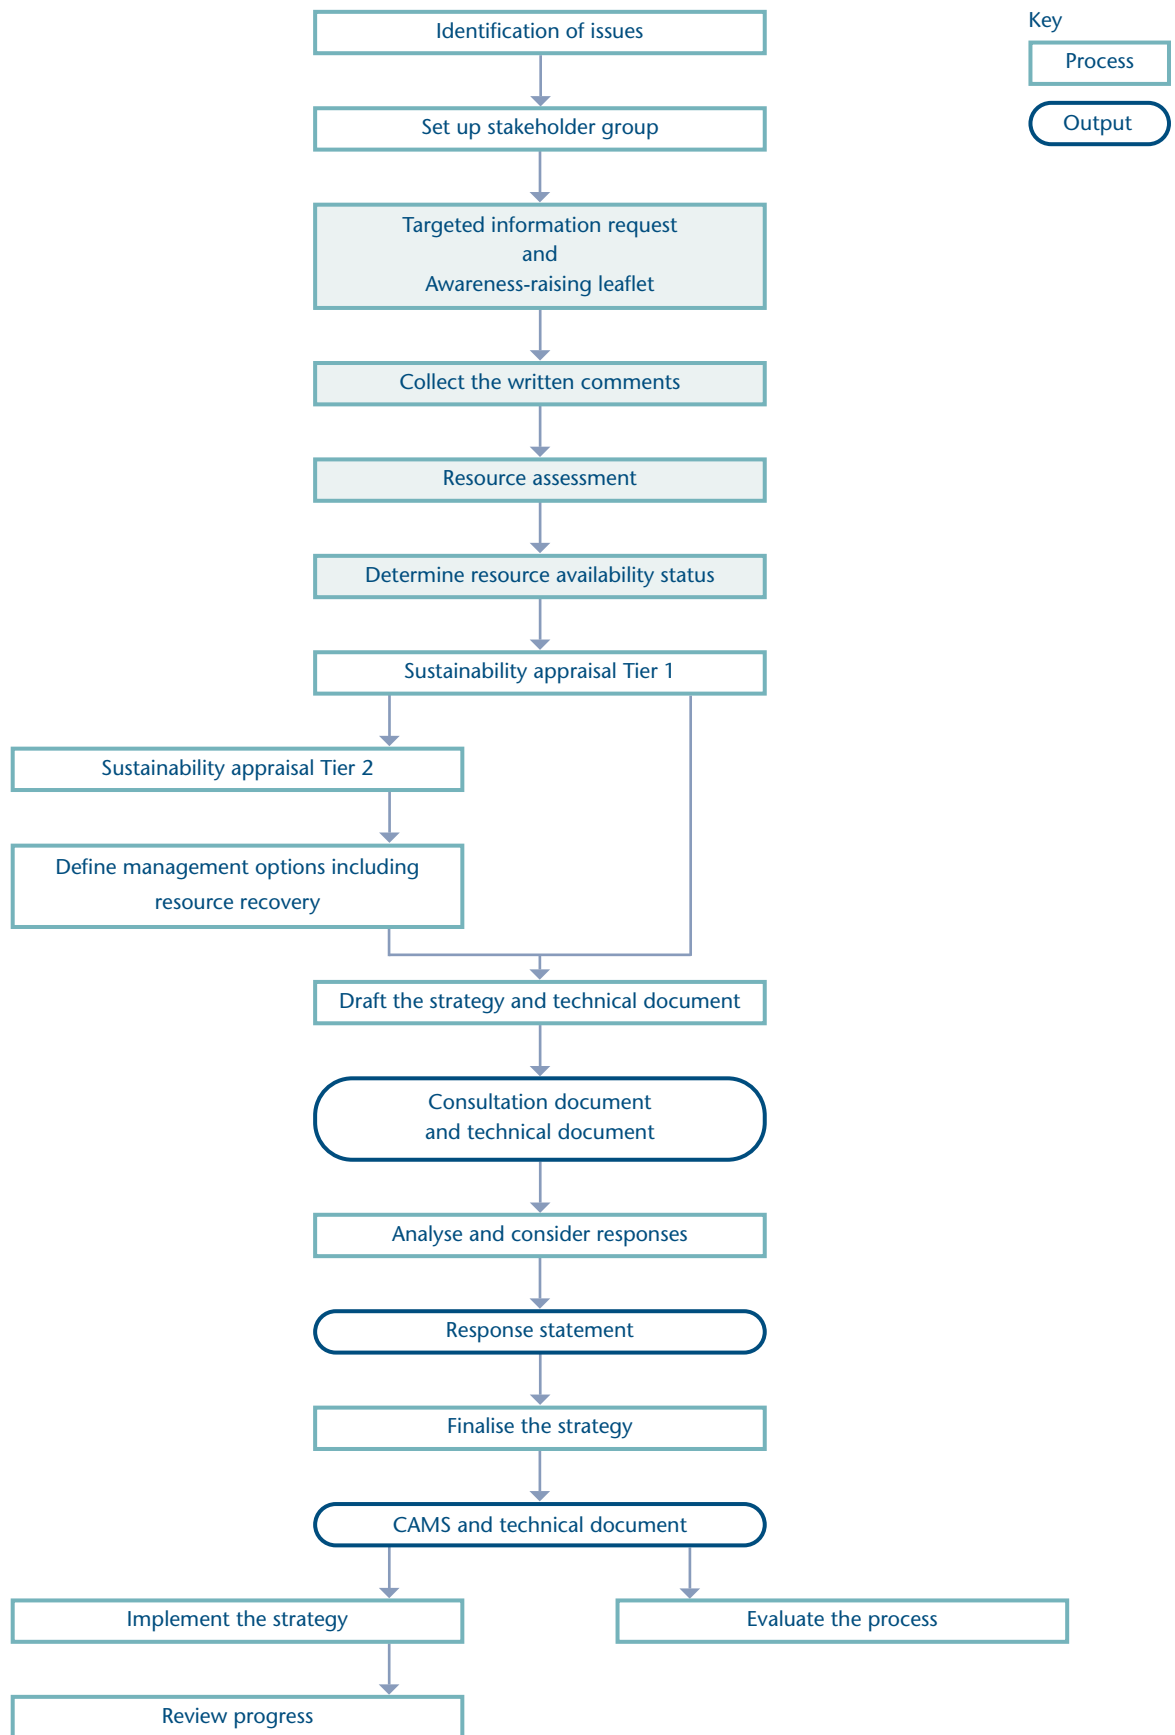 Key
Process
Output
Identification of issues
Set up stakeholder group
Targeted information request
and
Awareness-raising leaflet
Collect the written comments
Resource assessment
Determine resource availability status
Sustainability appraisal Tier 1
Sustainability appraisal Tier 2
Define management options including
resource recovery
Draft the strategy and technical document
Consultation document
and technical document
Analyse and consider responses
Response statement
Finalise the strategy
CAMS and technical document
Implement the strategy
Evaluate the process
Review progress